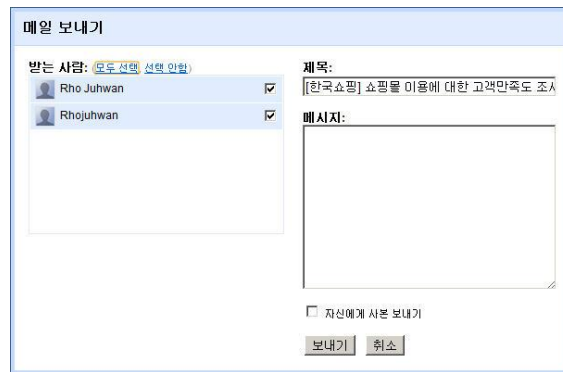 메일 보내기
받는 사람: (모두 선택, 선택 안함)
Rho Juhwan
Rhojuhwan
제목:
[한국쇼핑] 쇼핑몰 이용에 대한 고객만족도 조사
메시지:
자신에게 사본 보내기
보내기 취소